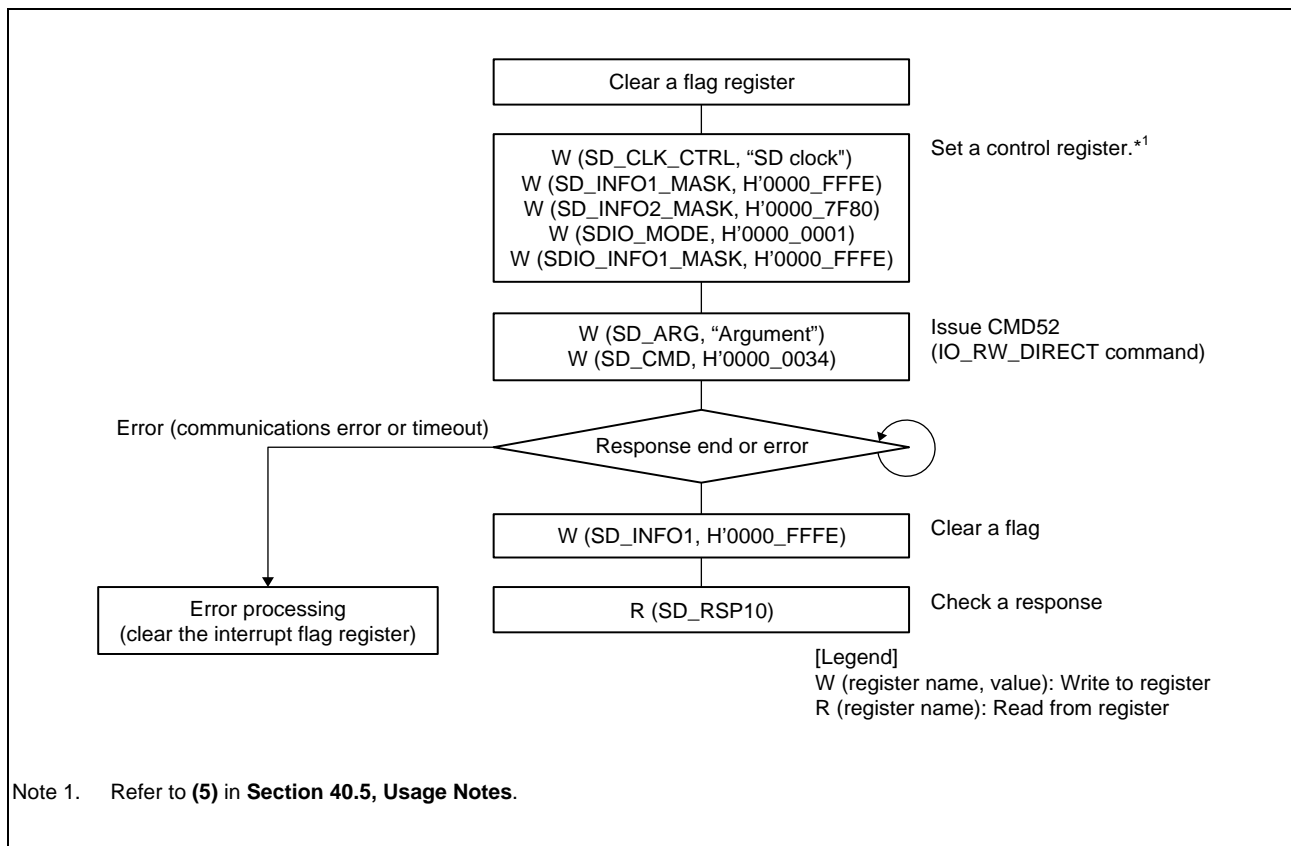 Clear a flag register
W (SD_CLK_CTRL, “SD clock")
W (SD_INFO1_MASK, H’0000_FFFE)
W (SD_INFO2_MASK, H’0000_7F80)
W (SDIO_MODE, H’0000_0001)
W (SDIO_INFO1_MASK, H’0000_FFFE)
Set a control register.*1
W (SD_ARG, “Argument”)
W (SD_CMD, H’0000_0034)
Issue CMD52
(IO_RW_DIRECT command)
Error (communications error or timeout)
Response end or error
W (SD_INFO1, H’0000_FFFE)
Clear a flag
Error processing
(clear the interrupt flag register)
R (SD_RSP10)
Check a response
[Legend]
W (register name, value): Write to register
R (register name): Read from register
Note 1. Refer to (5) in Section 40.5, Usage Notes.